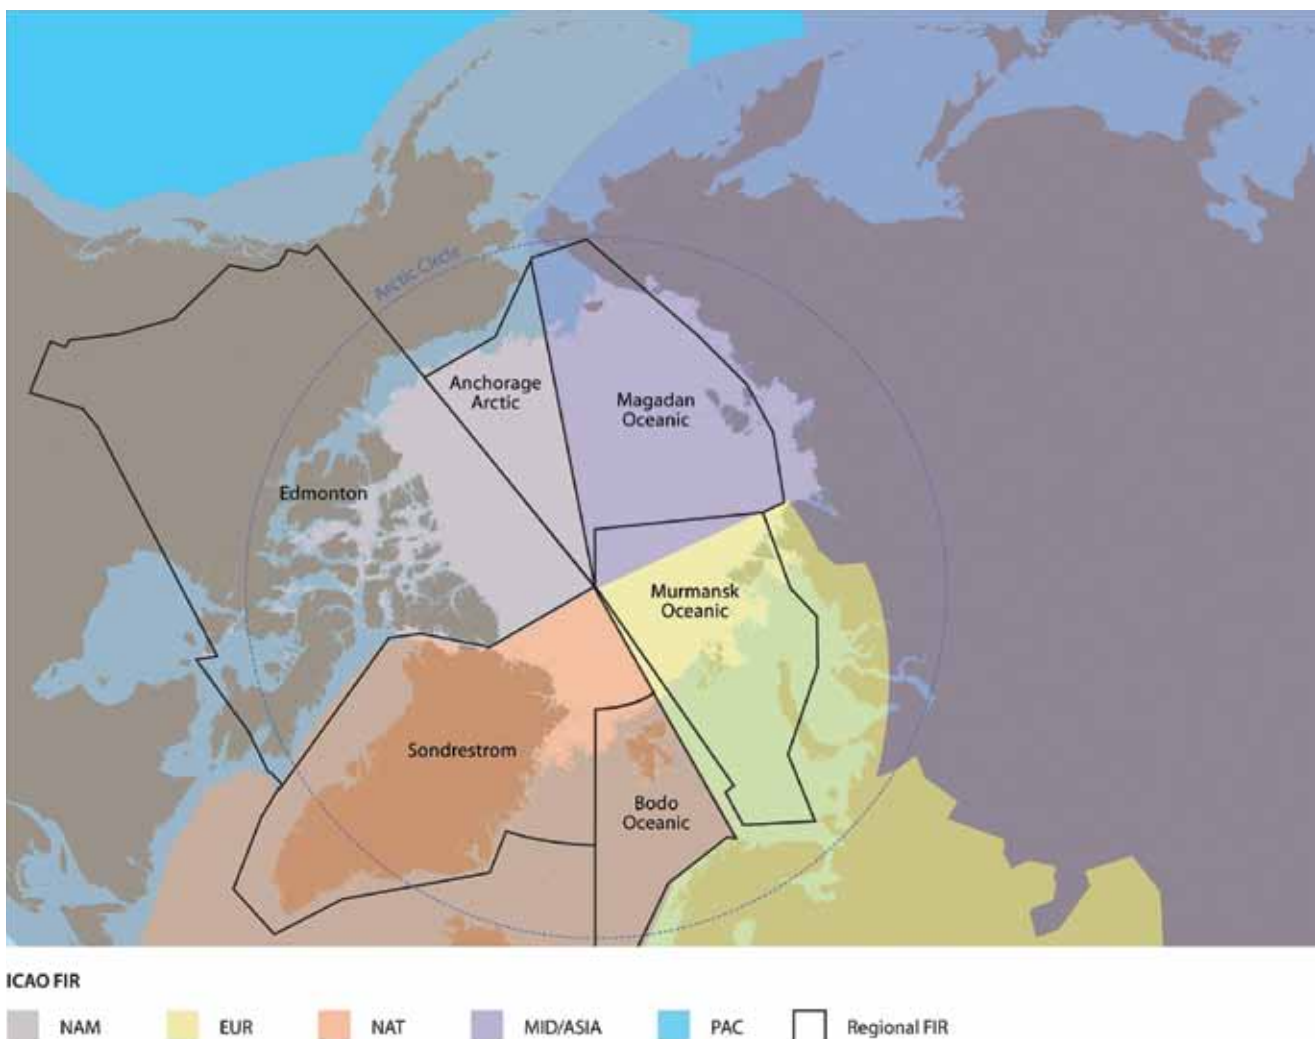 Arctic Circle
Anchorage
Arctic
Magadan
Oceanic
Edmonton
Murmansk
Oceanic
Sondrestrom
Bodo
Oceanic
ICAO FIR
NAM
EUR
NAT
MID/ASIA
PAC
Regional FIR